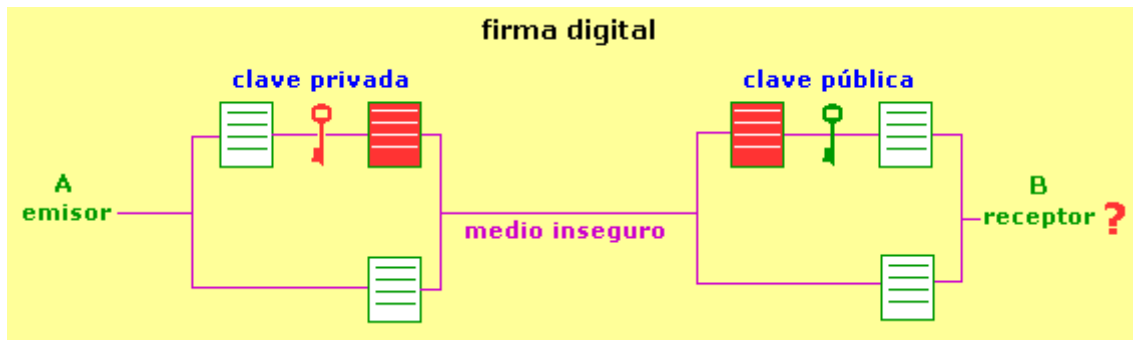 firma digital
clave privada
clave pública
A
emisor
medio inseguro
B
receptor ?